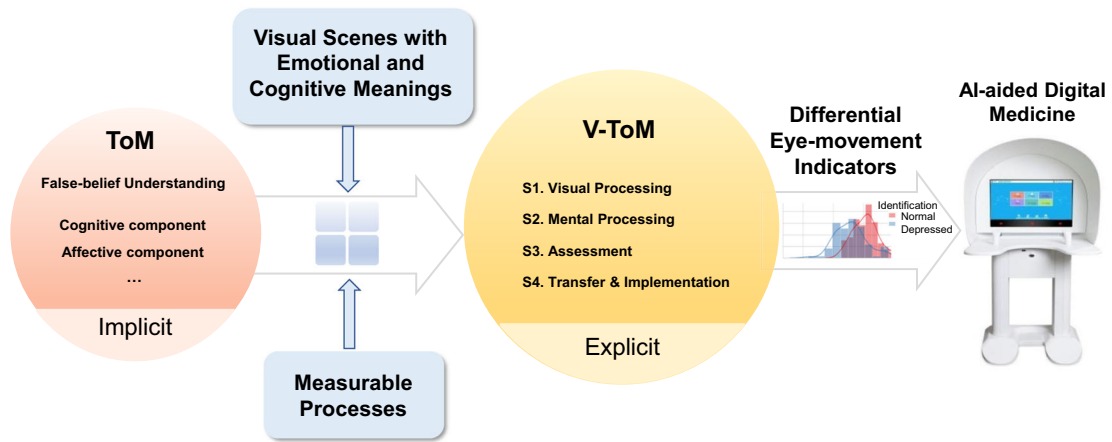 Visual Scenes with
Emotional and
Cognitive Meanings
ToM
False-belief Understanding
Cognitive component
Affective component
...
Implicit
Measurable
Processes
V-ToM
S1. Visual Processing
S2. Mental Processing
S3. Assessment
S4. Transfer & Implementation
Explicit
Differential
Eye-movement
Indicators
Identification
Normal
Depressed
AI-aided Digital
Medicine